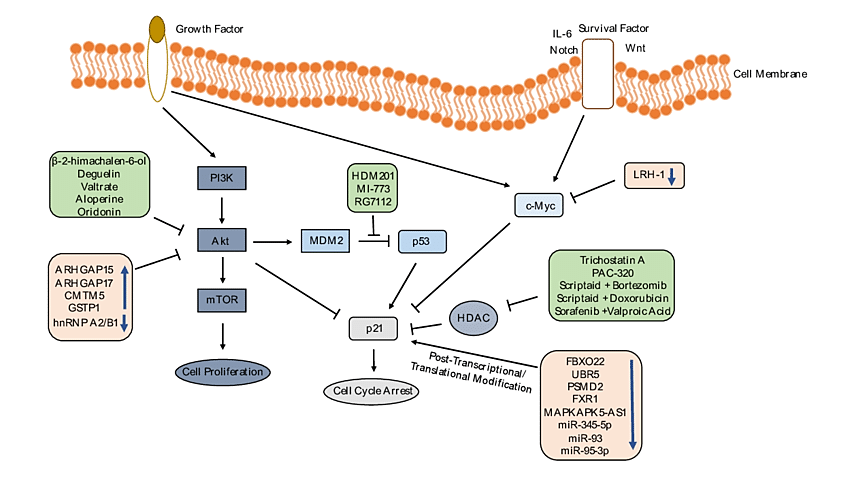 Growth Factor
IL-6
Survival Factor
Notch
Wnt
Cell Membrane
β-2-himachalen-6-ol
Deguelin
Valtrate
Aloperine
Oridonin
PI3K
HDM201
MI-773
RG7112
LRH-1
c-Myc
Akt
MDM2
p53
ARHGAP15
ARHGAP17
CMTM5
GSTP1
hnRNPA2/B1
mTOR
Trichostatin A
PAC-320
Scriptaid + Bortezomib
Scriptaid + Doxorubicin
Sorafenib +Valproic Acid
HDAC
p21
Cell Proliferation
Cell Cycle Arrest
Post-Transcriptional/
Translational Modification
FBXO22
UBR5
PSMD2
FXR1
MAPKAPK5-AS1
miR-345-5p
miR-93
miR-95-3p